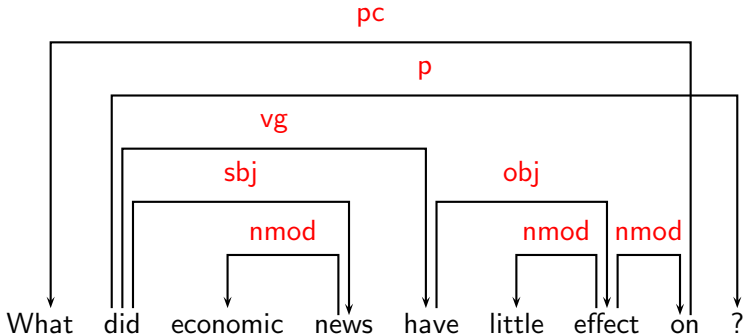 pc
p
vg
sbj obj
nmod nmod nmod
What did economic news have little effect on ?